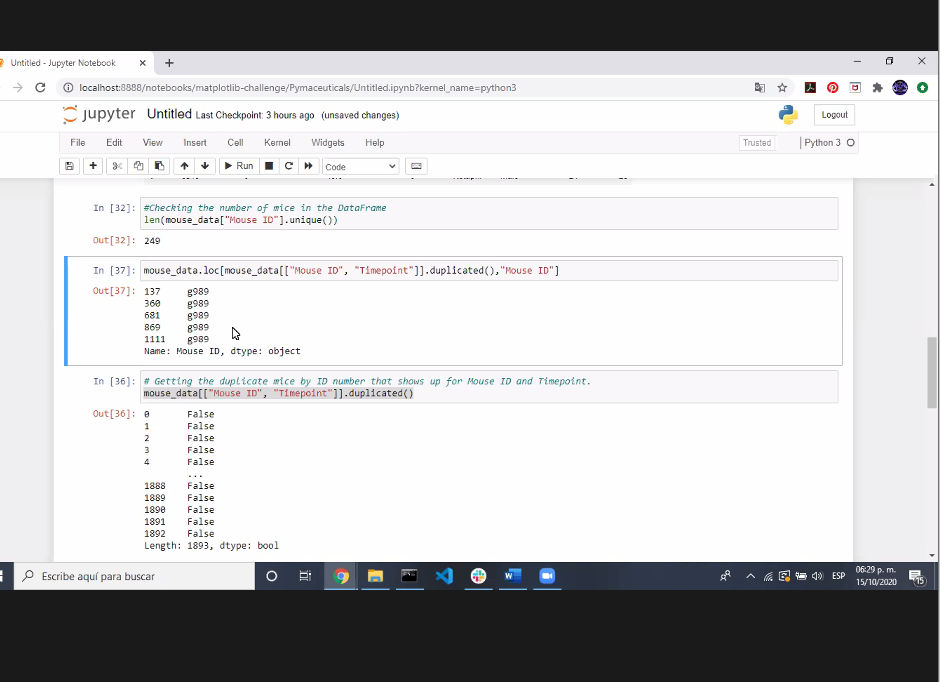 Untitled - Jupyter Notebook
localhost:8888/notebooks/matplotlib-challenge/Pymaceuticals/Untitled.ipynb?kernel_name=python3
jupyter Untitled Last Checkpoint: 3 hours ago (unsaved changes) Logout
File Edit View Insert Cell Kernel Widgets Help Trusted Python 3
Run Code
In [32]: #Checking the number of mice in the DataFrame
len(mouse_data["Mouse ID"].unique())
Out[32]: 249
In [37]: mouse_data.loc[mouse_data[["Mouse ID", "Timepoint"]].duplicated(),"Mouse ID"]
Out[37]: 137 g989
360 g989
681 g989
869 g989
1111 g989
Name: Mouse ID, dtype: object
In [36]: # Getting the duplicate mice by ID number that shows up for Mouse ID and Timepoint.
mouse_data[["Mouse ID", "Timepoint"]].duplicated()
Out[36]: 0 False
1 False
2 False
3 False
4 False
...
1888 False
1889 False
1890 False
1891 False
1892 False
Length: 1893, dtype: bool
Escribe aquí para buscar
ESP
06:29 p. m.
15/10/2020
15